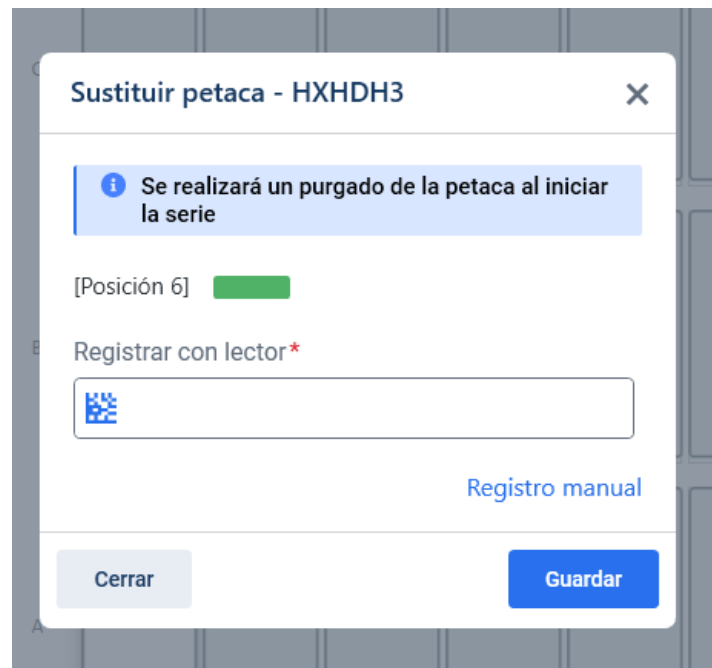 Sustituir petaca - HXHDH3
Se realizará un purgado de la petaca al iniciar
la serie
[Posición 6]
B
Registrar con lector*
Registro manual
Cerrar
Guardar
A